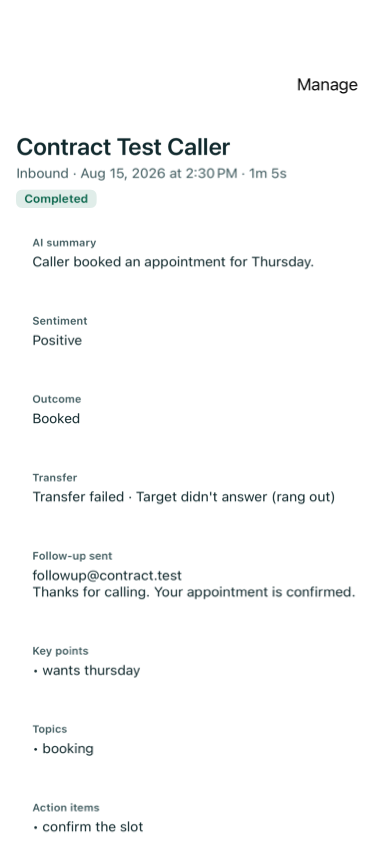 Manage
Contract Test Caller
Inbound · Aug 15, 2026 at 2:30 PM · 1m 5s
Completed
AI summary
Caller booked an appointment for Thursday.
Sentiment
Positive
Outcome
Booked
Transfer
Transfer failed · Target didn't answer (rang out)
Follow-up sent
followup@contract.test
Thanks for calling. Your appointment is confirmed.
Key points
• wants thursday
Topics
• booking
Action items
• confirm the slot